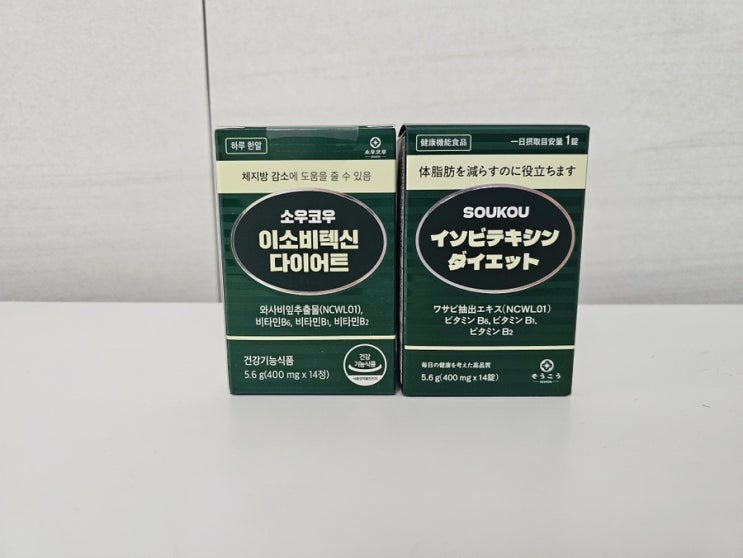 하루 한알
소우코우
체지방 감소에 도움을 줄 수 있음
소우코우
이소비텍신
다이어트
와사비잎추출물(NCWL01),
비타민B6, 비타민B1, 비타민B2
건강기능식품
5.6 g(400 mg x 14정)
건강
기능식품
健康機能食品
一日摂取目安量 1錠
体脂肪を減らすのに役立ちます
SOUKOU
イソビテキシン
ダイエット
ワサビ抽出エキス(NCWL01)
ビタミン B6, ビタミン B1,
ビタミン B2
毎日の健康を考えた高品質
5.6 g(400 mg x 14錠)
そうこう